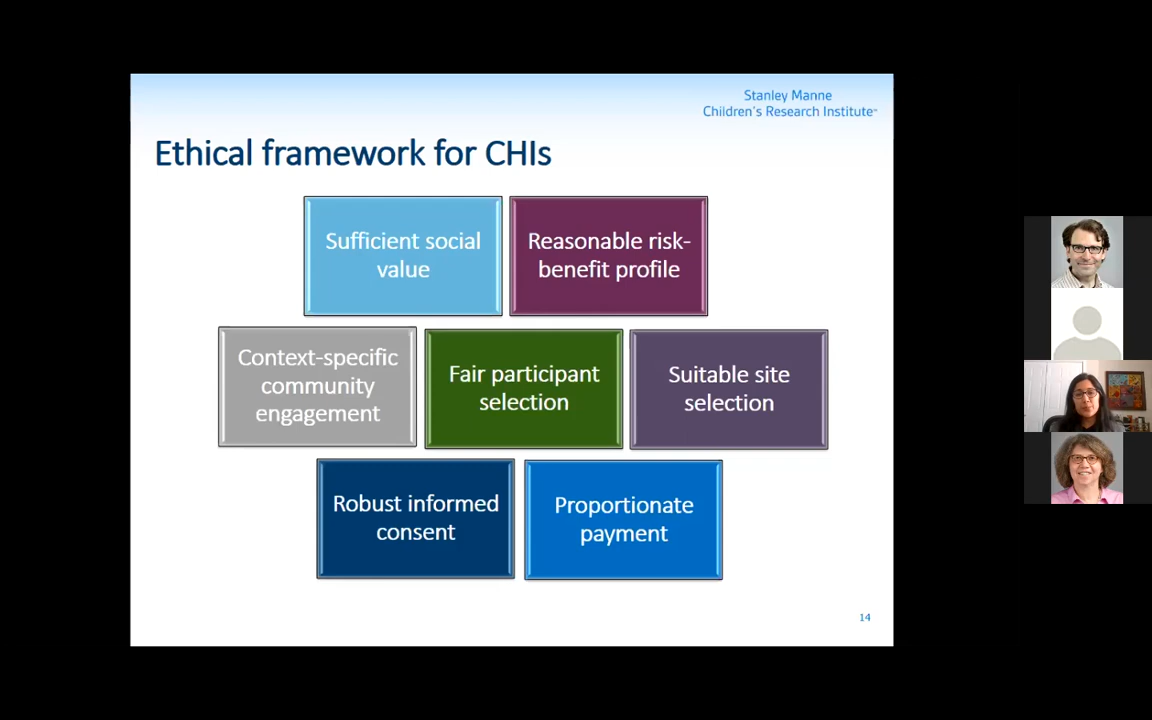 Stanley Manne
Children's Research Institute™
Ethical framework for CHIs
Sufficient social
value
Reasonable risk-
benefit profile
Context-specific
community
engagement
Fair participant
selection
Suitable site
selection
Robust informed
consent
Proportionate
payment
14